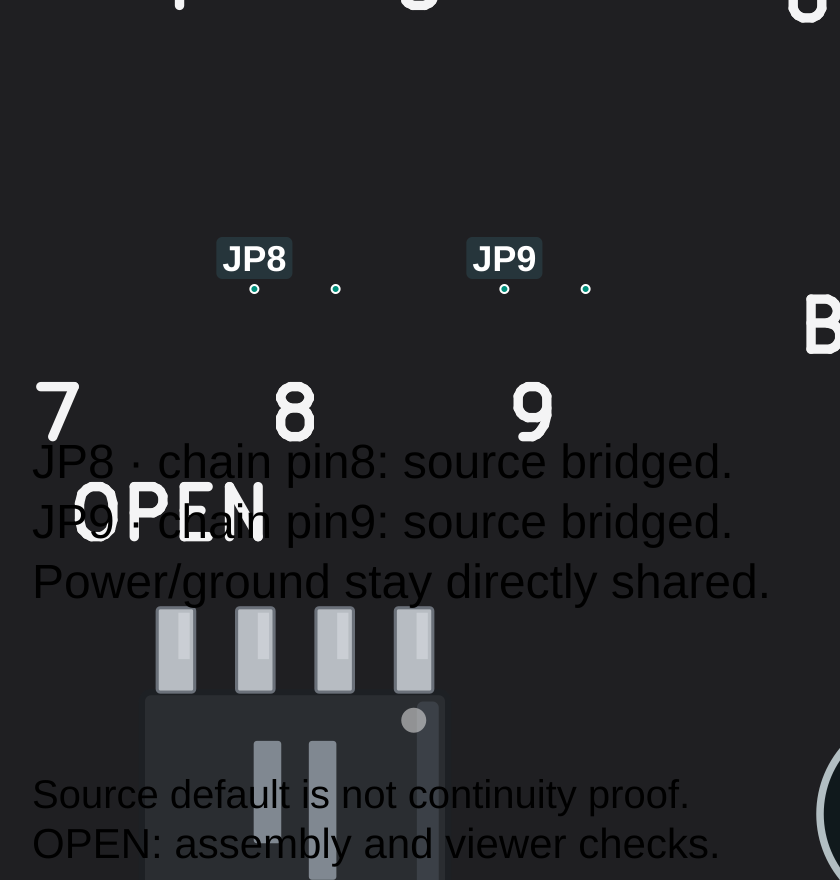 JP8 JP9
7 8 9
JP8 · chain pin8: source bridged.
OPEN
JP9 · chain pin9: source bridged.
Power/ground stay directly shared.
Source default is not continuity proof.
OPEN: assembly and viewer checks.